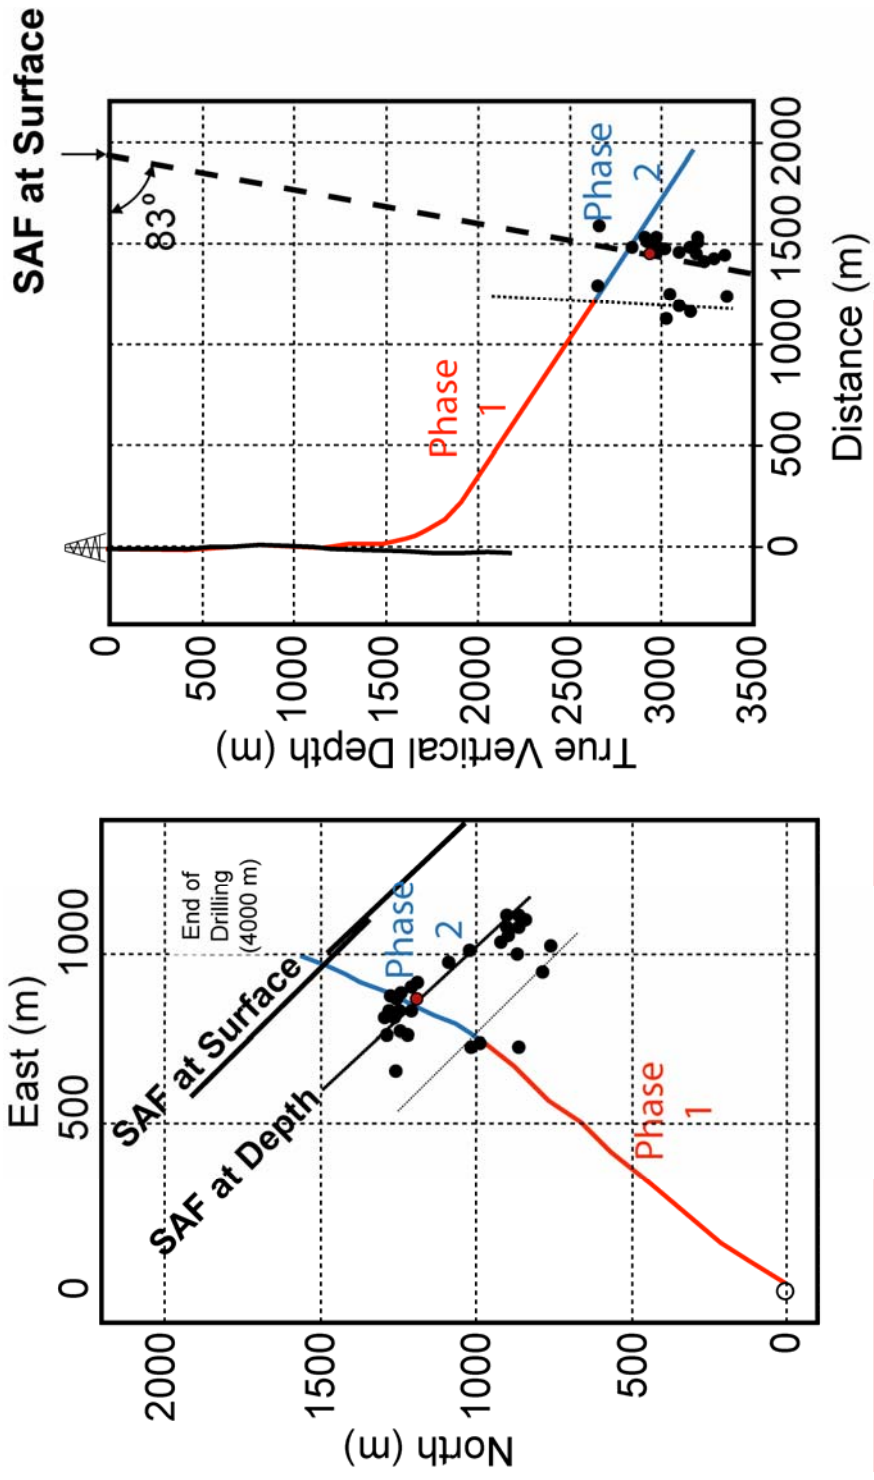 East (m)
0
500
1000
North (m)
2000
1500
1000
500
0
SAF at Surface
SAF at Depth
End of
Drilling
(4000 m)
Phase
2
Phase
1
SAF at Surface
83°
True Vertical Depth (m)
0
500
1000
1500
2000
2500
3000
3500
Phase
1
Phase
2
0
500
1000
1500
2000
Distance (m)